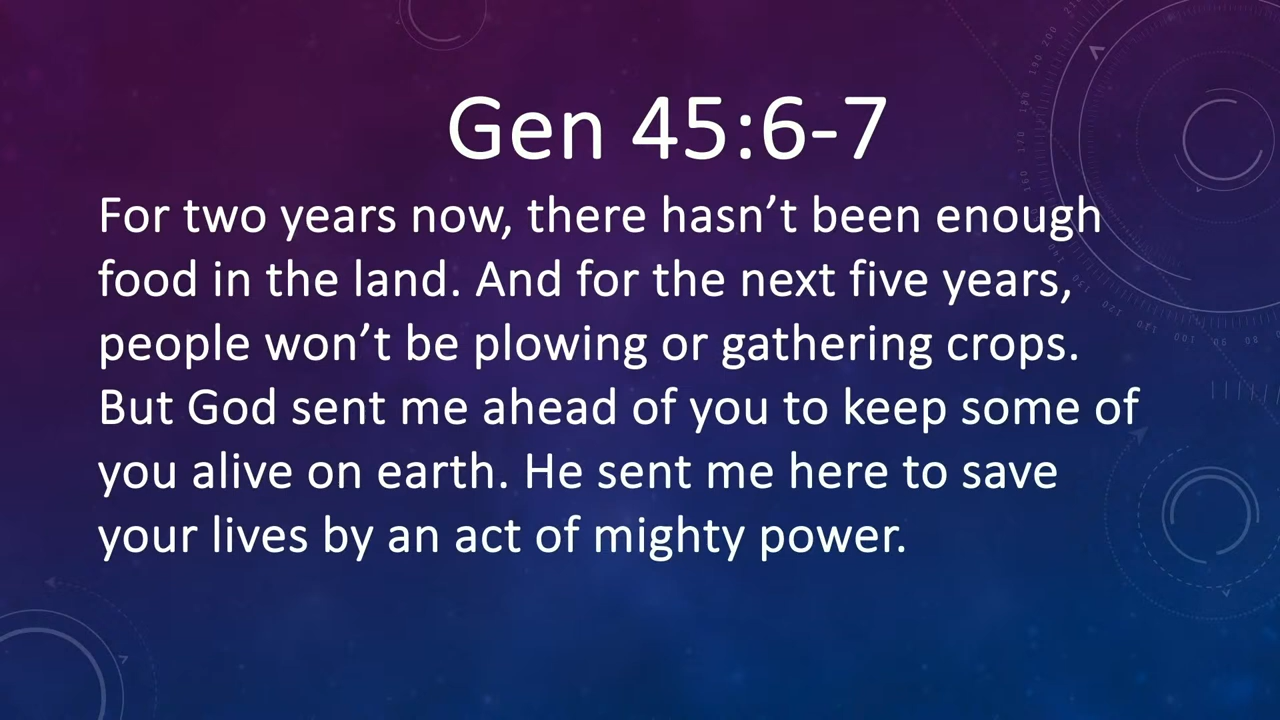 Gen 45:6-7
For two years now, there hasn’t been enough
food in the land. And for the next five years,
people won’t be plowing or gathering crops.
But God sent me ahead of you to keep some of
you alive on earth. He sent me here to save
your lives by an act of mighty power.